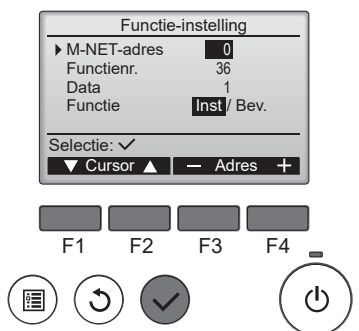 Functie-instelling
M-NET-adres 0
Functienr. 36
Data 1
Functie Inst / Bev.
Selectie: ✓
▼ Cursor ▲ − Adres +
F1 F2 F3 F4